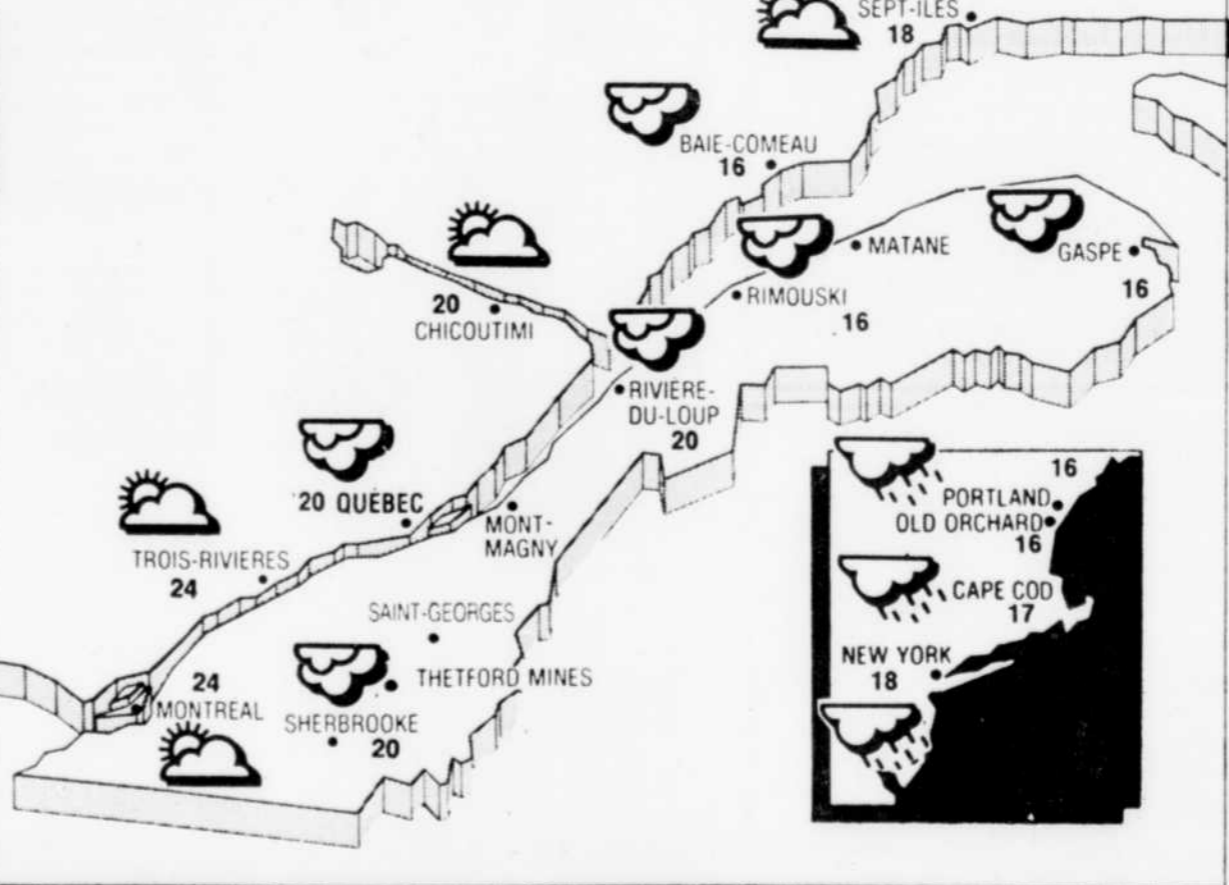 SEPT-ILES
18
BAIE-COMEAU
16
MATANE
GASPE
16
RIMOUSKI
16
20
CHICOUTIMI
RIVIÈRE-
DU-LOUP
20
20 QUÉBEC
MONT-
MAGNY
TROIS-RIVIERES
24
SAINT-GEORGES
THETFORD MINES
24
MONTREAL
SHERBROOKE
20
16
PORTLAND
OLD ORCHARD
16
CAPE COD
17
NEW YORK
18